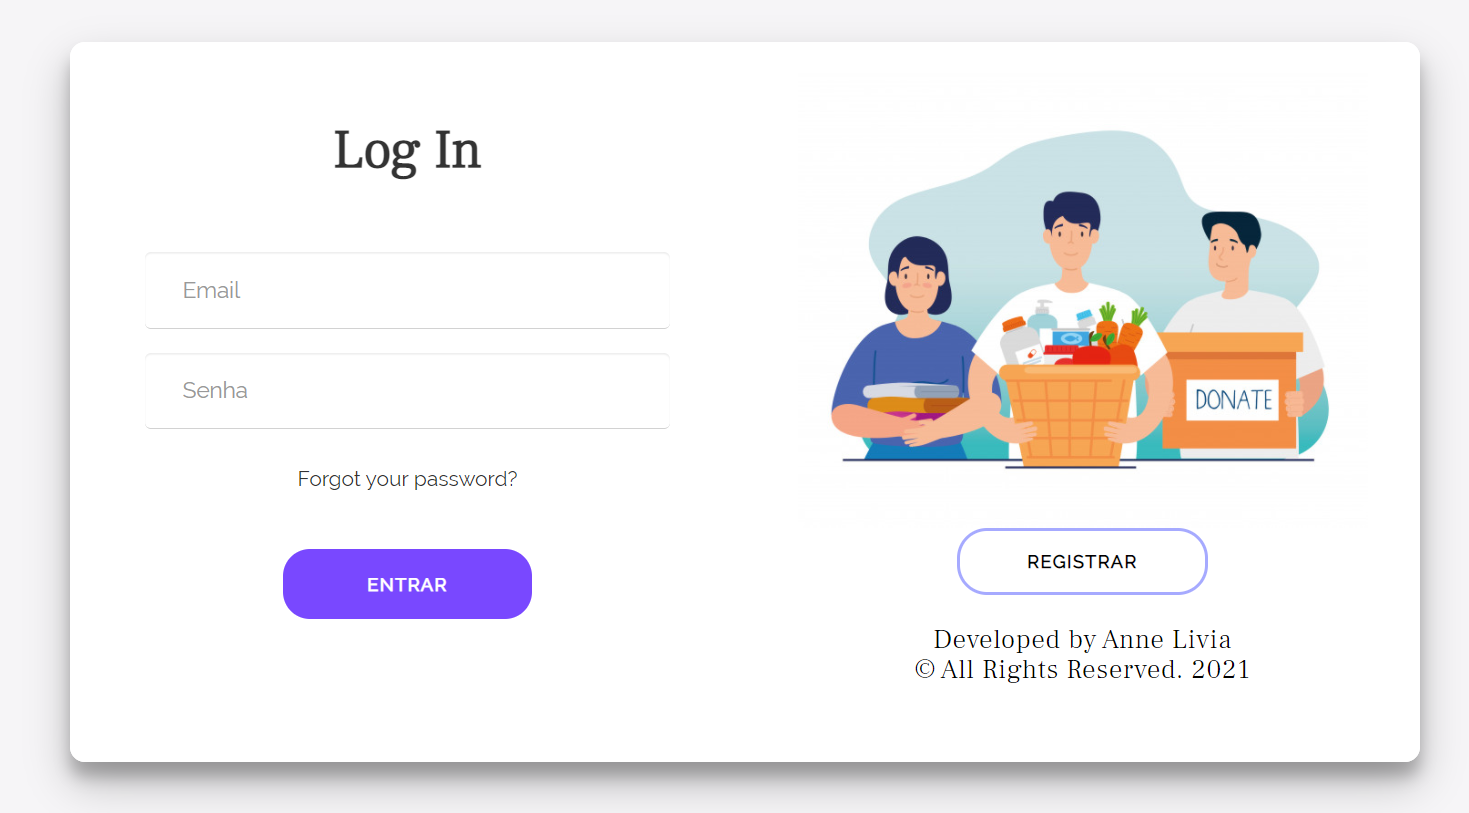 Log In
Email
Senha
Forgot your password?
ENTRAR
DONATE
REGISTRAR
Developed by Anne Livia
© All Rights Reserved. 2021